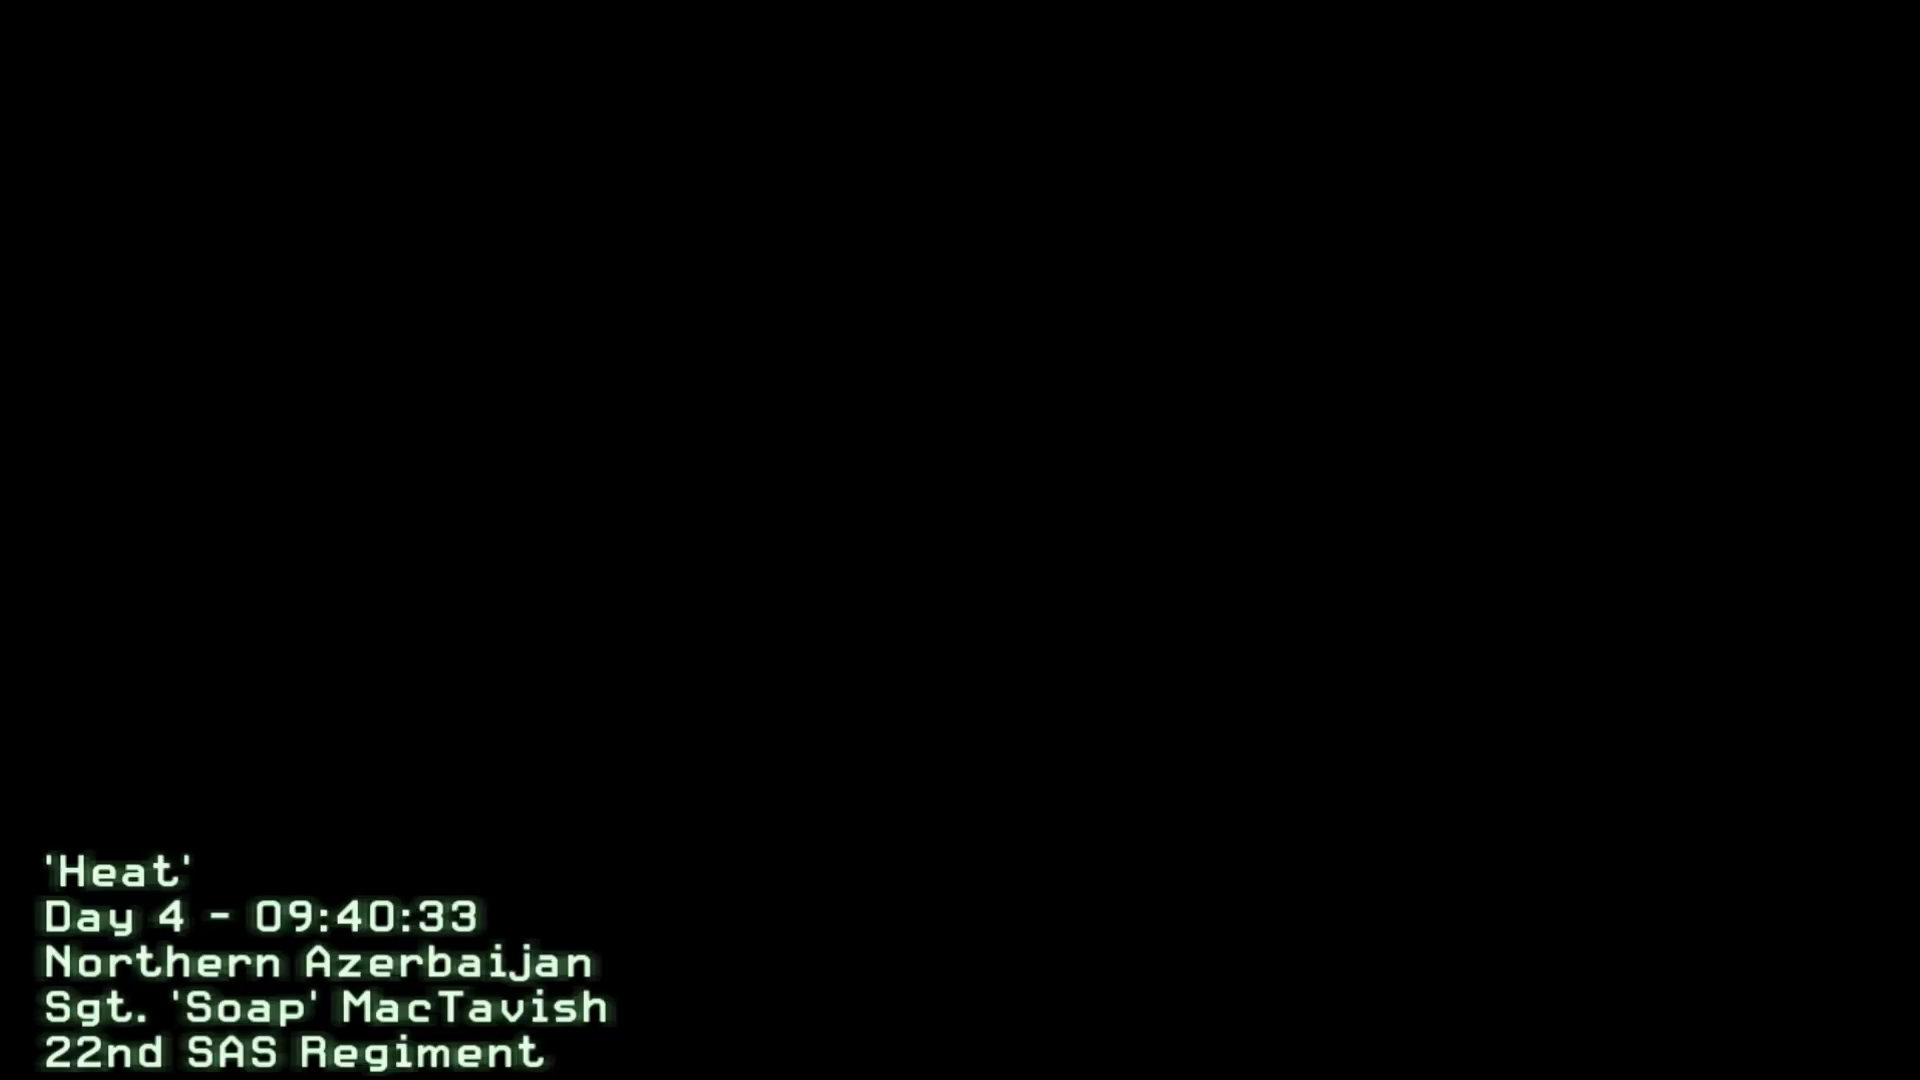 'Heat'
Day 4 - 09:40:33
Northern Azerbaijan
Sgt. 'Soap' MacTavish
22nd SAS Regiment